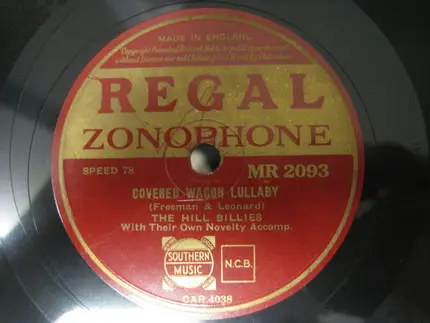 MADE IN ENGLAND
REGAL
ZONOPHONE
SPEED 78
MR 2093
COVERED WAGON LULLABY
(Freeman & Leonard)
THE HILL BILLIES
With Their Own Novelty Accomp.
SOUTHERN
MUSIC
N.C.B.
CAR.4038